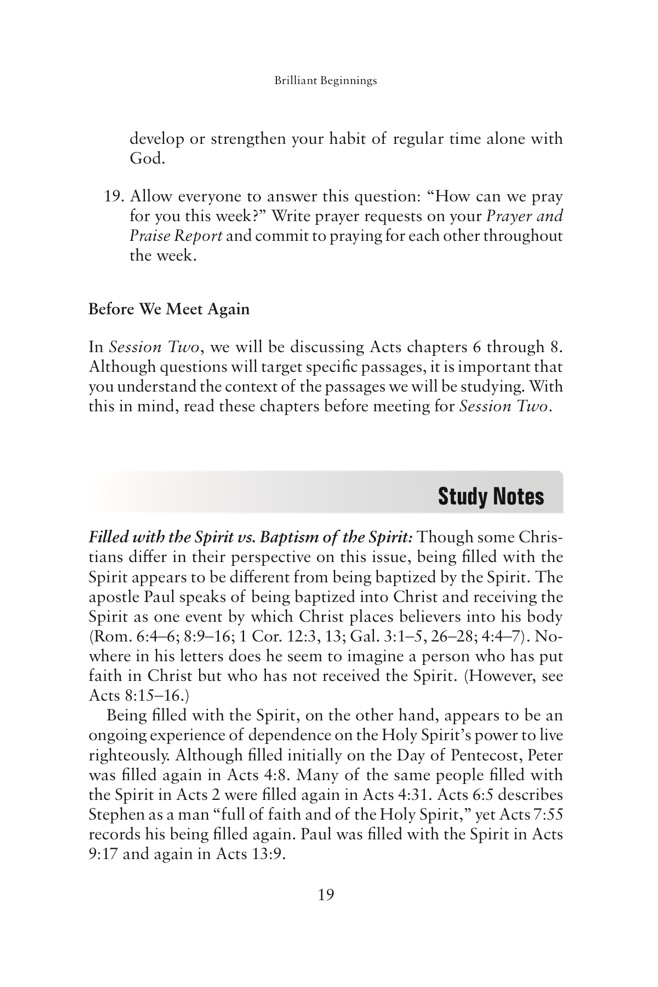 Brilliant Beginnings
develop or strengthen your habit of regular time alone with
God.
19. Allow everyone to answer this question: “How can we pray
for you this week?” Write prayer requests on your Prayer and
Praise Report and commit to praying for each other throughout
the week.
Before We Meet Again
In Session Two, we will be discussing Acts chapters 6 through 8.
Although questions will target specific passages, it is important that
you understand the context of the passages we will be studying. With
this in mind, read these chapters before meeting for Session Two.
Study Notes
Filled with the Spirit vs. Baptism of the Spirit: Though some Chris-
tians differ in their perspective on this issue, being filled with the
Spirit appears to be different from being baptized by the Spirit. The
apostle Paul speaks of being baptized into Christ and receiving the
Spirit as one event by which Christ places believers into his body
(Rom. 6:4–6; 8:9–16; 1 Cor. 12:3, 13; Gal. 3:1–5, 26–28; 4:4–7). No-
where in his letters does he seem to imagine a person who has put
faith in Christ but who has not received the Spirit. (However, see
Acts 8:15–16.)
Being filled with the Spirit, on the other hand, appears to be an
ongoing experience of dependence on the Holy Spirit’s power to live
righteously. Although filled initially on the Day of Pentecost, Peter
was filled again in Acts 4:8. Many of the same people filled with
the Spirit in Acts 2 were filled again in Acts 4:31. Acts 6:5 describes
Stephen as a man “full of faith and of the Holy Spirit,” yet Acts 7:55
records his being filled again. Paul was filled with the Spirit in Acts
9:17 and again in Acts 13:9.
19